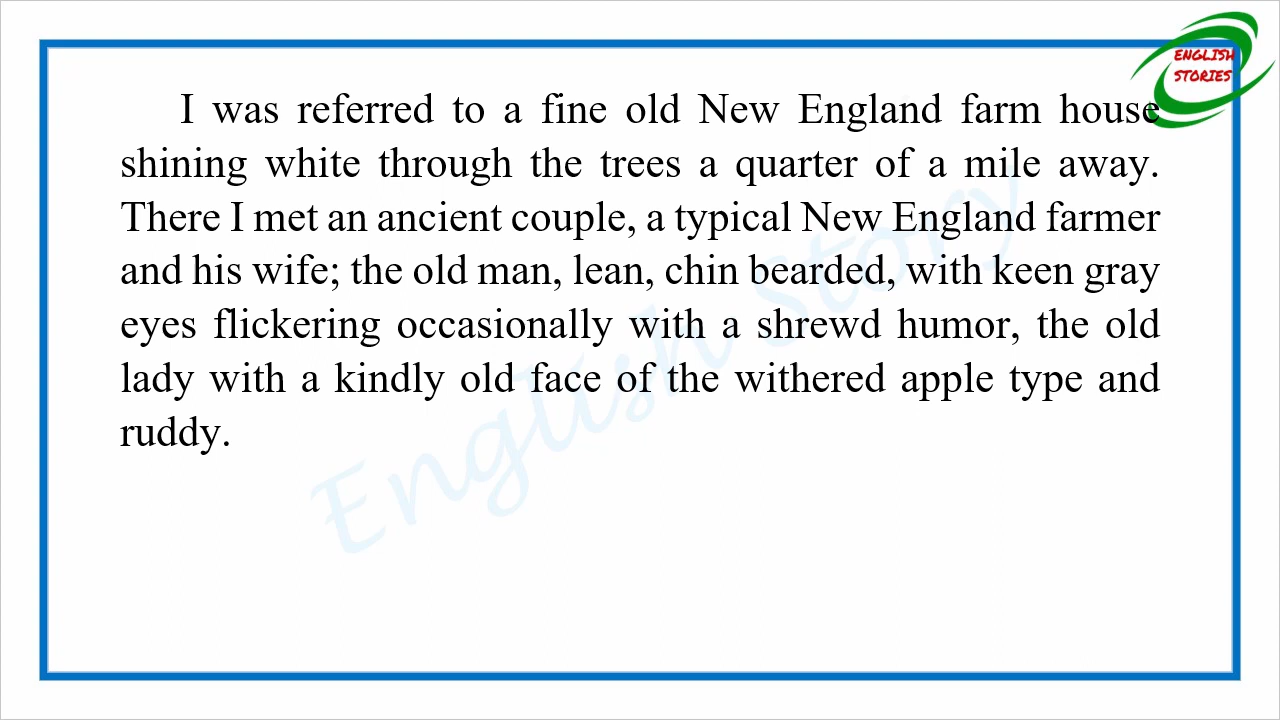 ENGLISH
STORIES
I was referred to a fine old New England farm house
shining white through the trees a quarter of a mile away.
There I met an ancient couple, a typical New England farmer
and his wife; the old man, lean, chin bearded, with keen gray
eyes flickering occasionally with a shrewd humor, the old
lady with a kindly old face of the withered apple type and
ruddy.
English Story